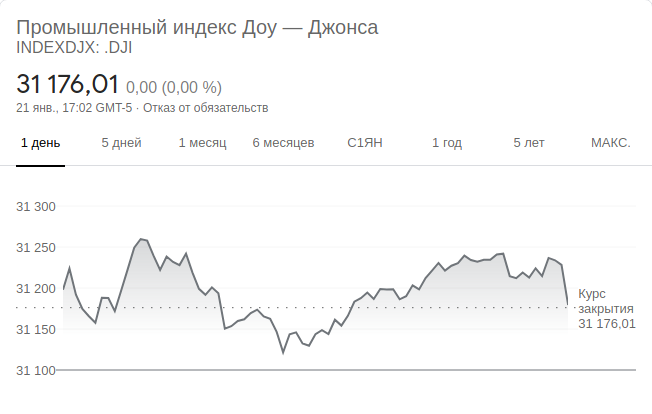 Промышленный индекс Доу — Джонса
INDEXDJX: .DJI
31 176,01 0,00 (0,00 %)
21 янв., 17:02 GMT-5 · Отказ от обязательств
1 день 5 дней 1 месяц 6 месяцев С1ЯН 1 год 5 лет МАКС.
31 300
31 250
31 200
31 150
31 100
Курс
закрытия
31 176,01